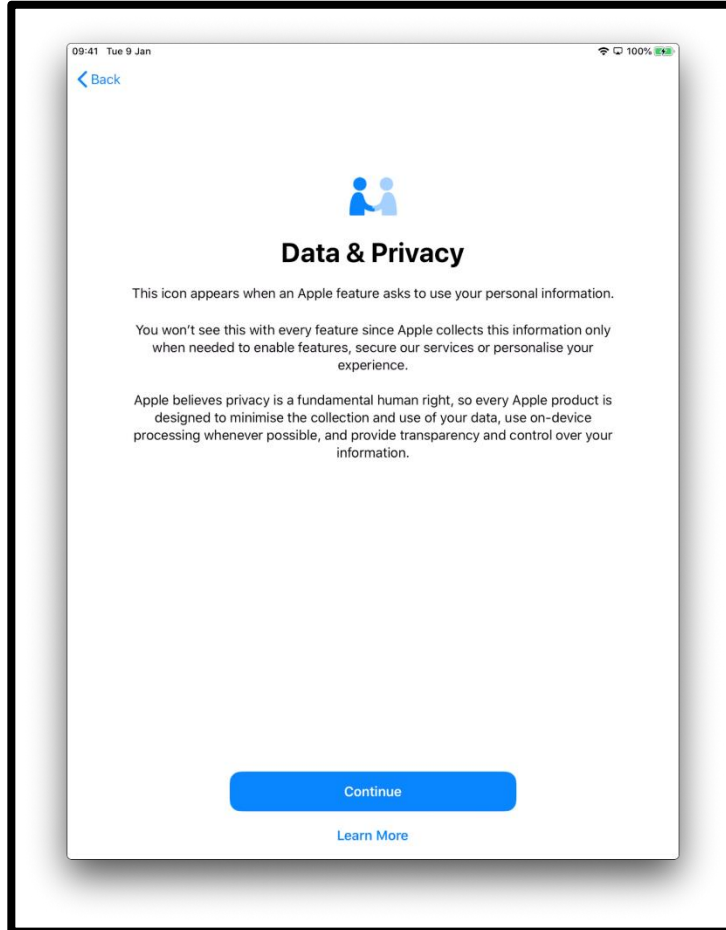 09:41 Tue 9 Jan
100%
Back
Data & Privacy
This icon appears when an Apple feature asks to use your personal information.
You won’t see this with every feature since Apple collects this information only
when needed to enable features, secure our services or personalise your
experience.
Apple believes privacy is a fundamental human right, so every Apple product is
designed to minimise the collection and use of your data, use on-device
processing whenever possible, and provide transparency and control over your
information.
Continue
Learn More